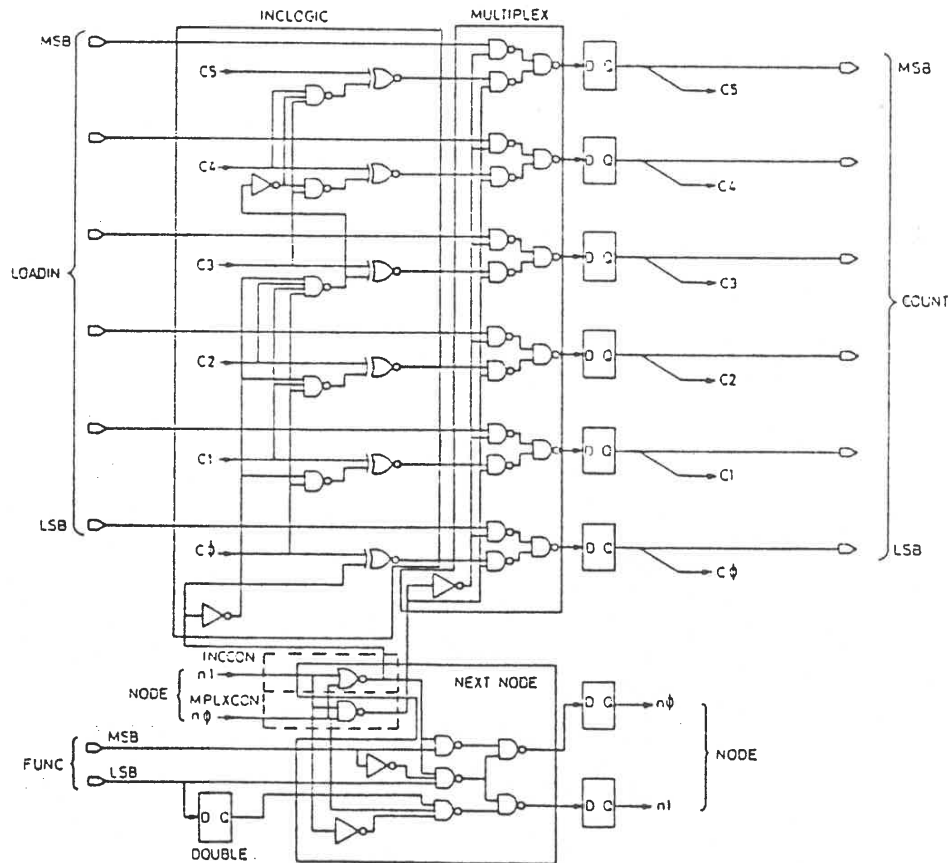 INCLOGIC
MULTIPLEX
MSB
C5
D Q
C5
MSB
C4
D Q
C4
LOADIN
C3
D Q
C3
COUNT
C2
D Q
C2
C1
D Q
C1
LSB
CΦ
D Q
CΦ
LSB
INCCON
n1
NODE
MPLXCON
nΦ
NEXT NODE
D Q
nΦ
NODE
FUNC
MSB
LSB
D Q
n1
D Q
DOUBLE